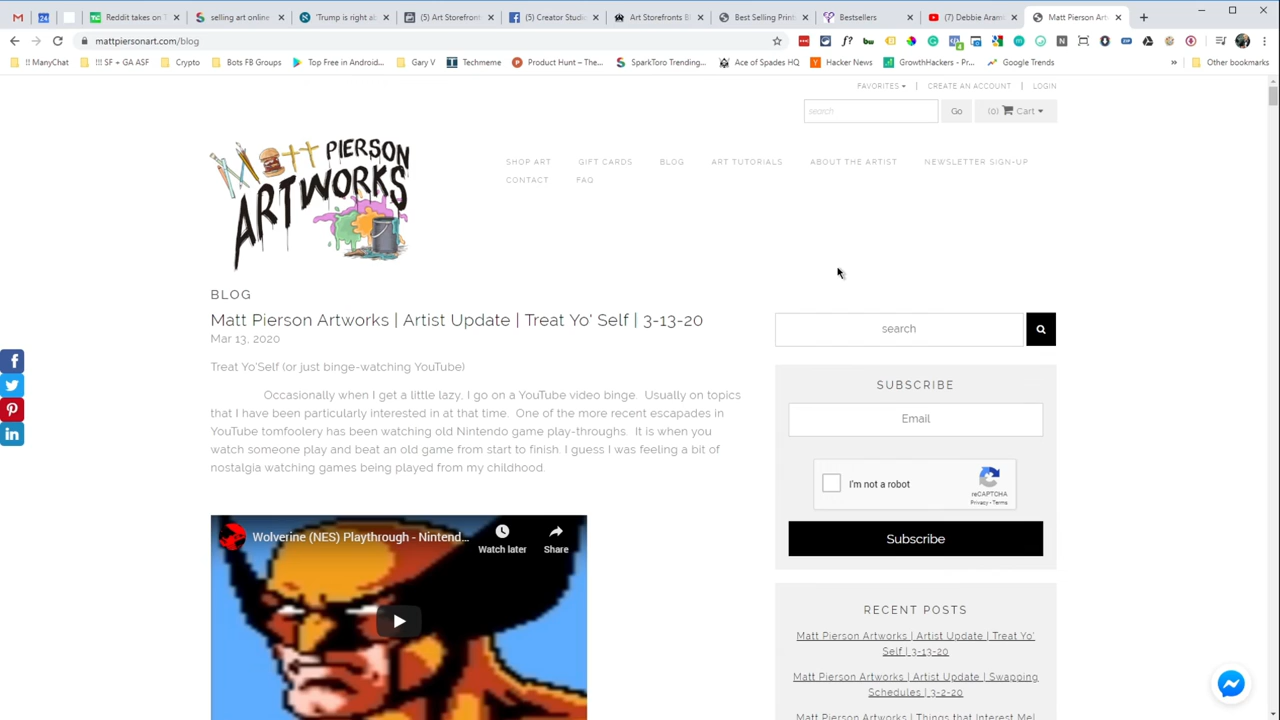 Reddit takes on T
selling art online
'Trump is right ab
(5) Art Storefront
(5) Creator Studio
Art Storefronts B
Best Selling Print
Bestsellers
(7) Debbie Aram
Matt Pierson Art
mattpiersonart.com/blog
!! ManyChat
!!! SF + GA ASF
Crypto
Bots FB Groups
Top Free in Android...
Gary V
Techmeme
Product Hunt – The...
SparkToro Trending...
Ace of Spades HQ
Hacker News
GrowthHackers - Pr...
Google Trends
Other bookmarks
FAVORITES | CREATE AN ACCOUNT | LOGIN
search
Go
(0) Cart
Matt PIERSON
ARTWORKS
SHOP ART
GIFT CARDS
BLOG
ART TUTORIALS
ABOUT THE ARTIST
NEWSLETTER SIGN-UP
CONTACT
FAQ
BLOG
Matt Pierson Artworks | Artist Update | Treat Yo' Self | 3-13-20
Mar 13, 2020
Treat Yo'Self (or just binge-watching YouTube)
Occasionally when I get a little lazy, I go on a YouTube video binge. Usually on topics
that I have been particularly interested in at that time. One of the more recent escapades in
YouTube tomfoolery has been watching old Nintendo game play-throughs. It is when you
watch someone play and beat an old game from start to finish. I guess I was feeling a bit of
nostalgia watching games being played from my childhood.
Wolverine (NES) Playthrough - Nintend...
Watch later
Share
search
SUBSCRIBE
Email
I'm not a robot
reCAPTCHA
Privacy - Terms
Subscribe
RECENT POSTS
Matt Pierson Artworks | Artist Update | Treat Yo'
Self | 3-13-20
Matt Pierson Artworks | Artist Update | Swapping
Schedules | 3-2-20
Matt Pierson Artworks | Things that Interest Me!